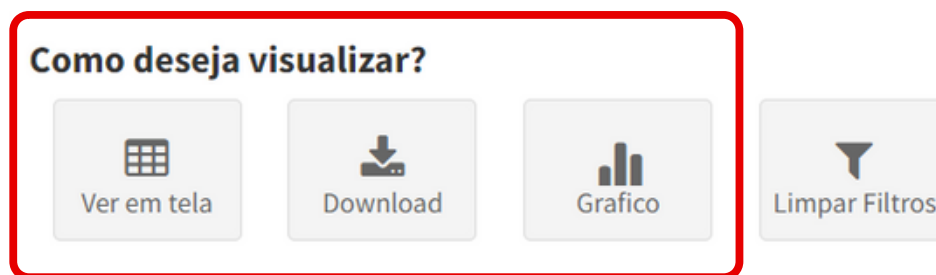 Como deseja visualizar?
Ver em tela Download Grafico Limpar Filtros